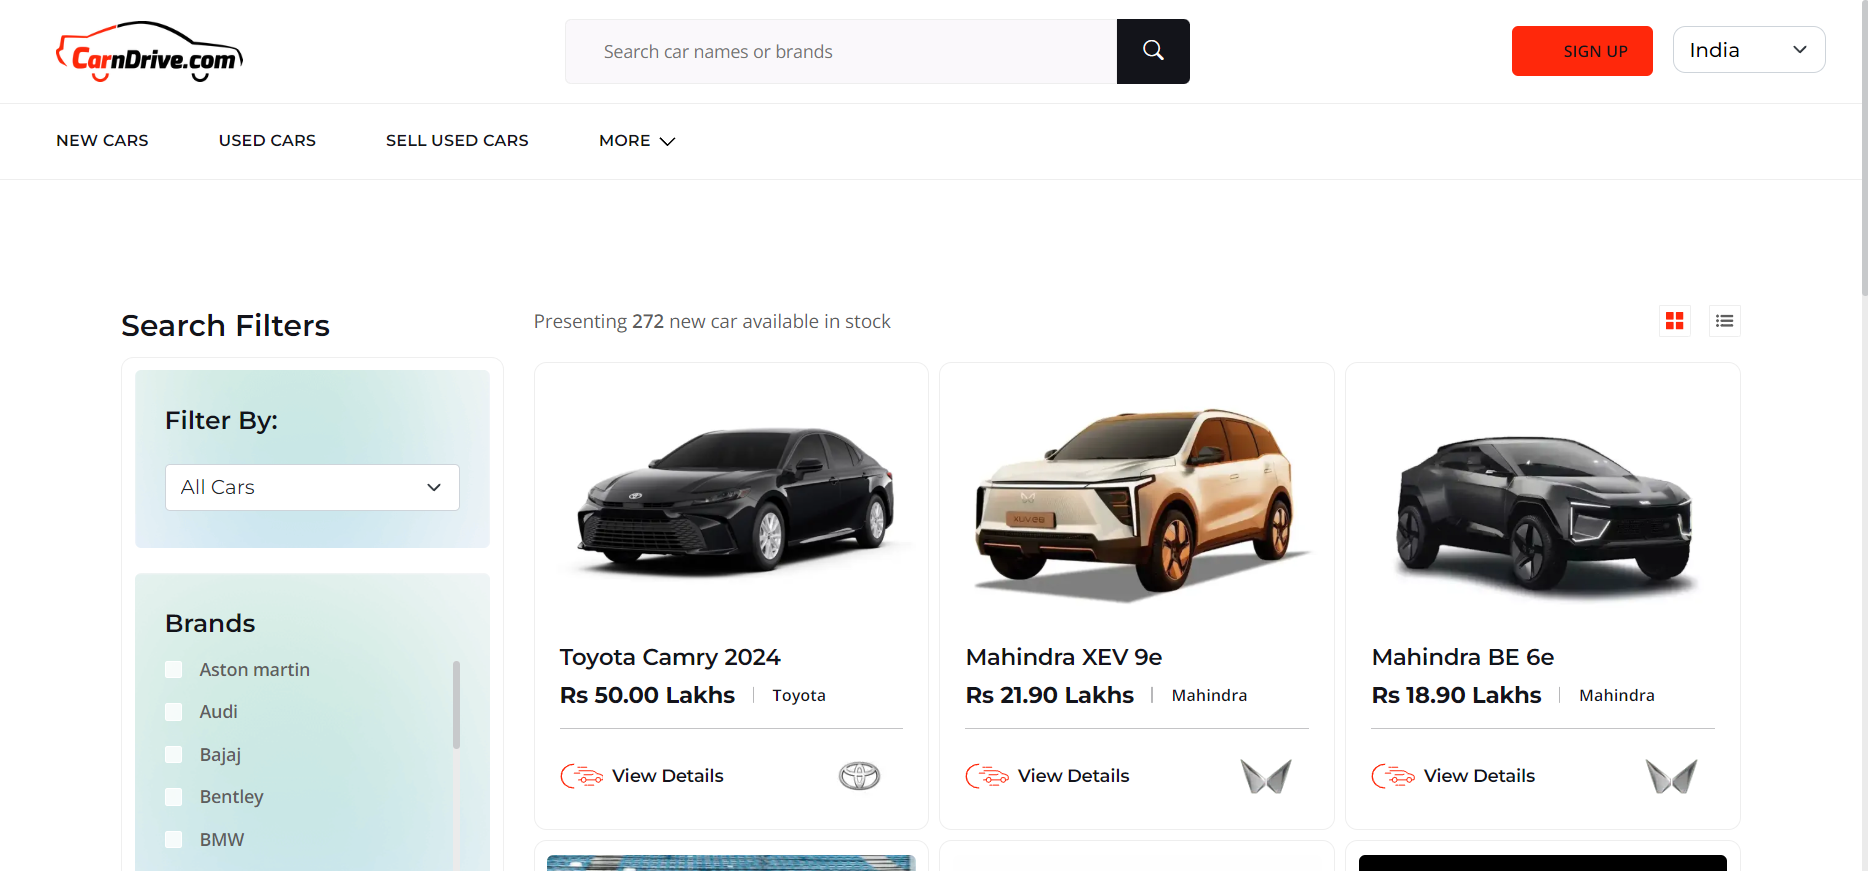 CarnDrive.com
Search car names or brands
SIGN UP
India
NEW CARS
USED CARS
SELL USED CARS
MORE
Search Filters
Presenting 272 new car available in stock
Filter By:
All Cars
Brands
Aston martin
Audi
Bajaj
Bentley
BMW
Toyota Camry 2024
Rs 50.00 Lakhs
Toyota
View Details
XUV.e8
Mahindra XEV 9e
Rs 21.90 Lakhs
Mahindra
View Details
Mahindra BE 6e
Rs 18.90 Lakhs
Mahindra
View Details